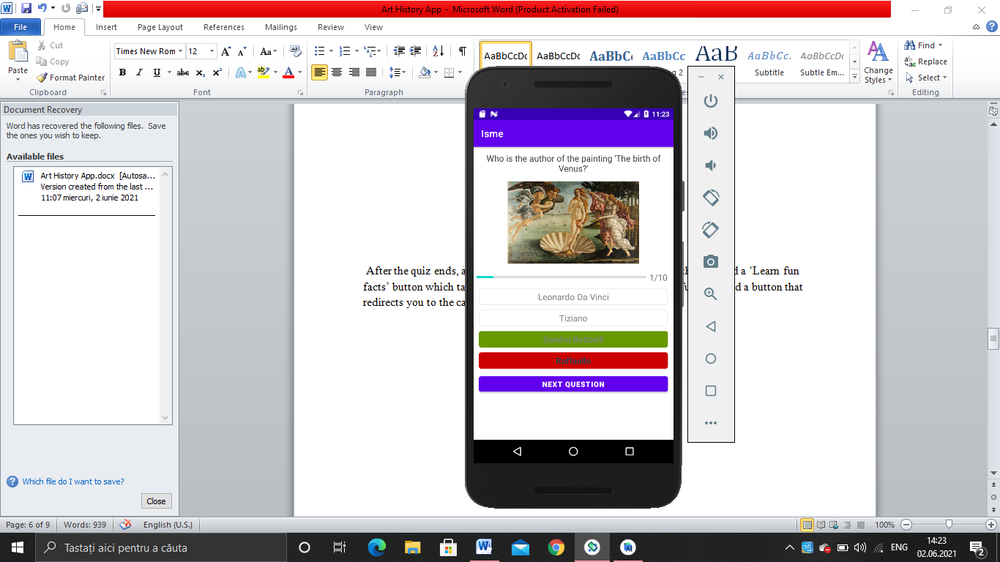 Art History App - Microsoft Word (Product Activation Failed)
File Home Insert Page Layout References Mailings Review View
Paste
Cut
Copy
Format Painter
Clipboard
Times New Rom 12
Font
Paragraph
AaBbCcDc AaBbCcDc AaBbCc AaBbCc AaB AaBbCc. AaBbCcDc
g 2 Subtitle Subtle Em...
Change
Styles
Find
Replace
Select
Editing
Document Recovery
Word has recovered the following files. Save
the ones you wish to keep.
Available files
Art History App.docx [Autosa...
Version created from the last ...
11:07 miercuri, 2 iunie 2021
Which file do I want to save?
Close
After the quiz ends, a
d a ‘Learn fun
facts’ button which ta
d a button that
redirects you to the ca
11:23
Isme
Who is the author of the painting 'The birth of
Venus?'
1/10
Leonardo Da Vinci
Tiziano
Sandro Boticelli
Raffaello
NEXT QUESTION
Page: 6 of 9 Words: 939 English (U.S.) 100%
Tastați aici pentru a căuta
ENG
14:23
02.06.2021
2